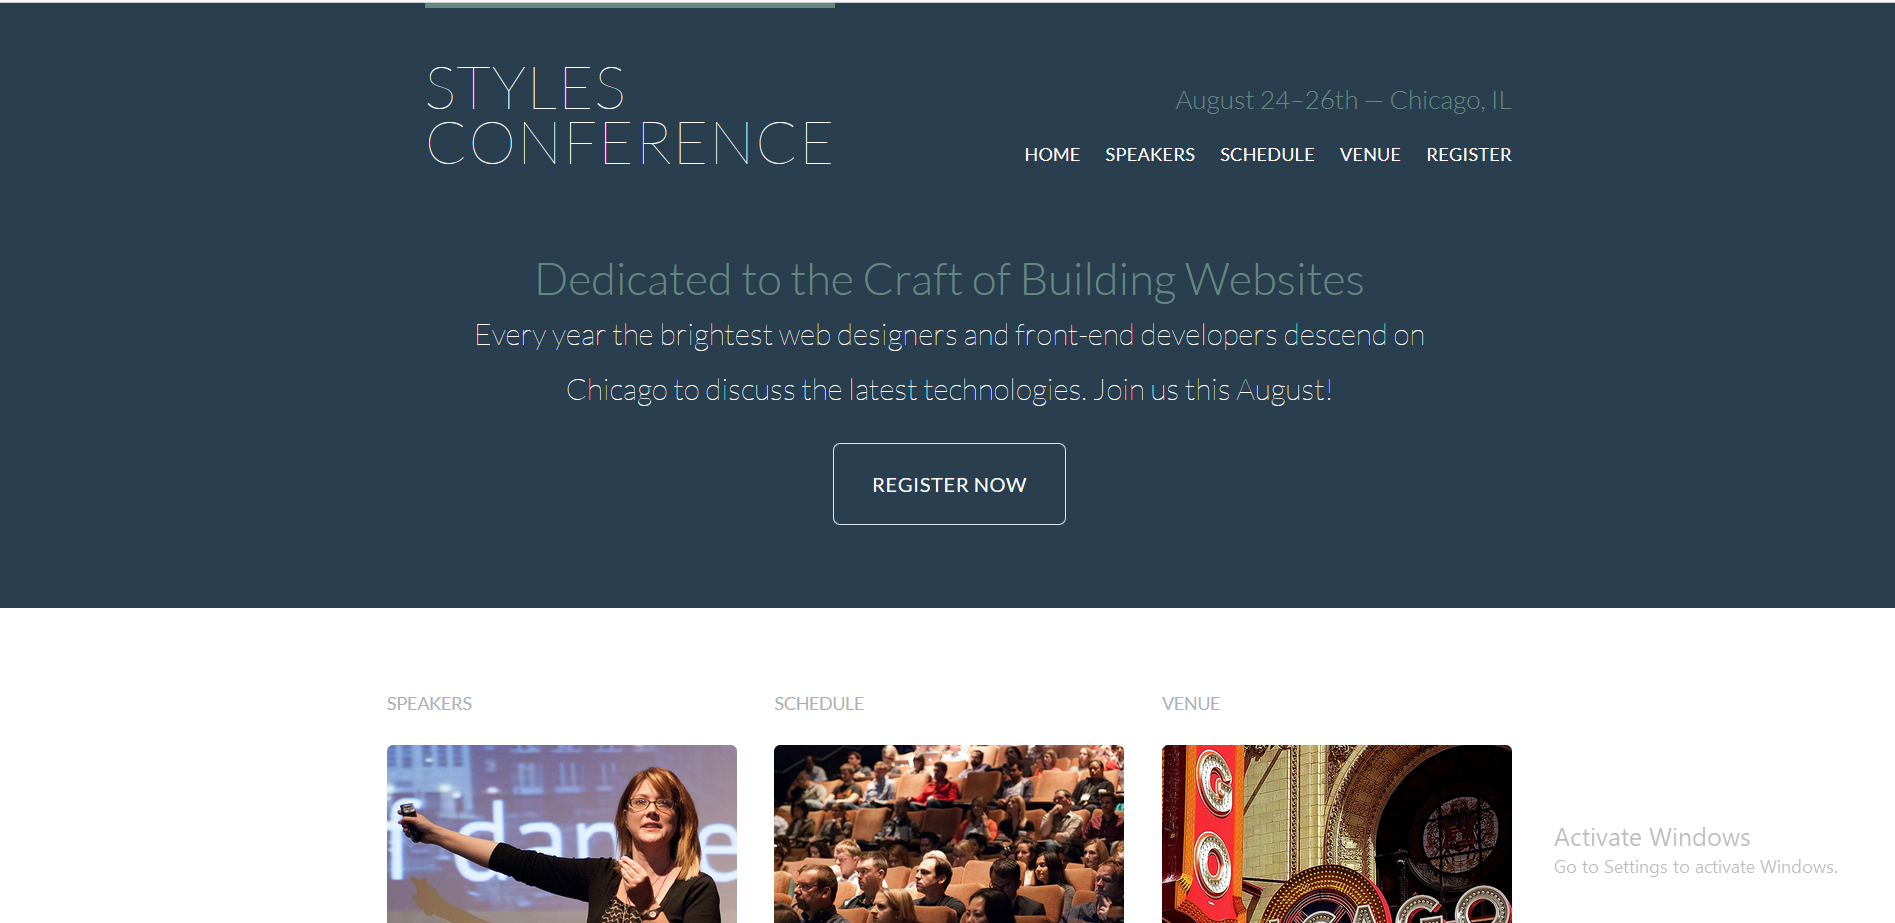 STYLES
CONFERENCE
August 24–26th — Chicago, IL
HOME SPEAKERS SCHEDULE VENUE REGISTER
Dedicated to the Craft of Building Websites
Every year the brightest web designers and front-end developers descend on
Chicago to discuss the latest technologies. Join us this August!
REGISTER NOW
SPEAKERS SCHEDULE VENUE
GO
CAGO
Activate Windows
Go to Settings to activate Windows.